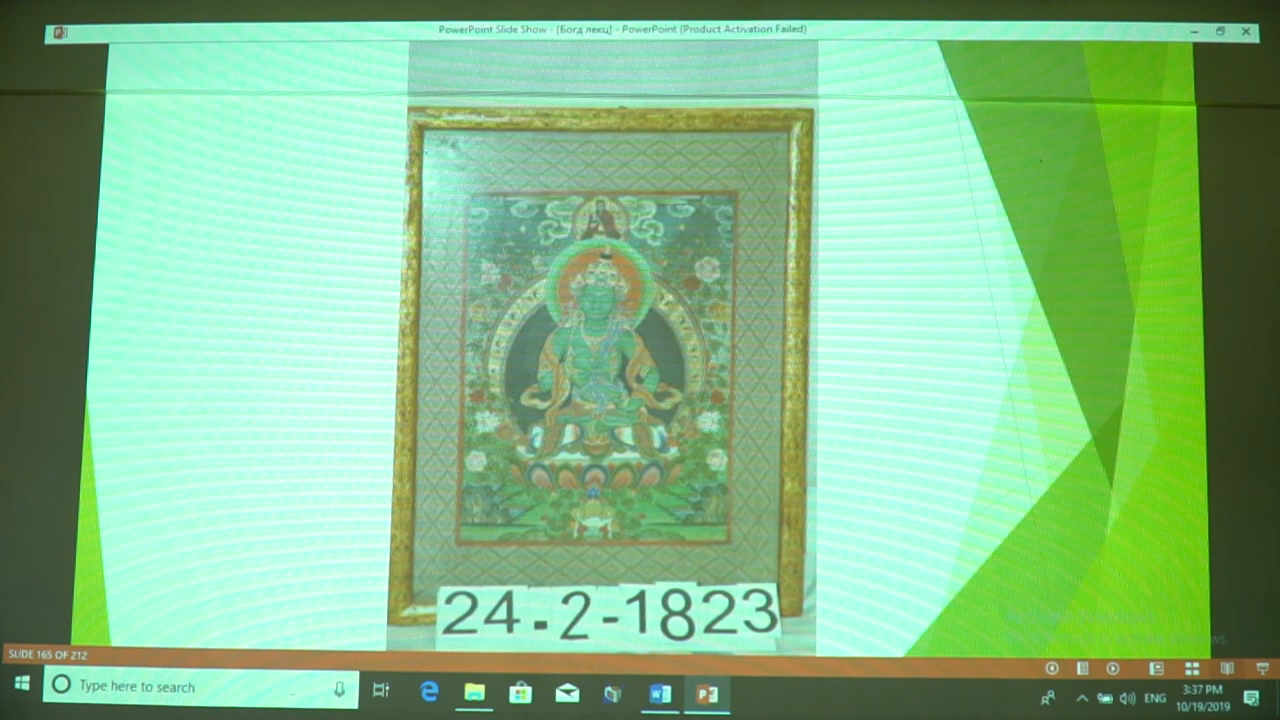 PowerPoint Slide Show - [Богд лекц] - PowerPoint (Product Activation Failed)
24.2-1823
SLIDE 165 OF 212
Type here to search
ENG
3:37 PM
10/19/2019